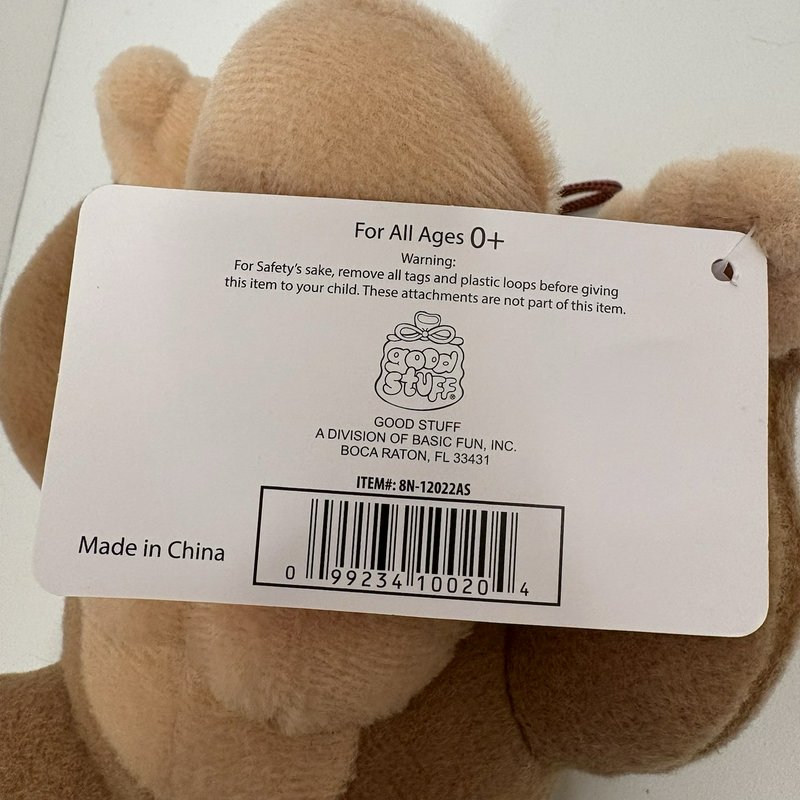 For All Ages 0+
Warning:
For Safety's sake, remove all tags and plastic loops before giving
this item to your child. These attachments are not part of this item.
good
stuff®
GOOD STUFF
A DIVISION OF BASIC FUN, INC.
BOCA RATON, FL 33431
ITEM#: 8N-12022AS
Made in China
0 99234 10020 4